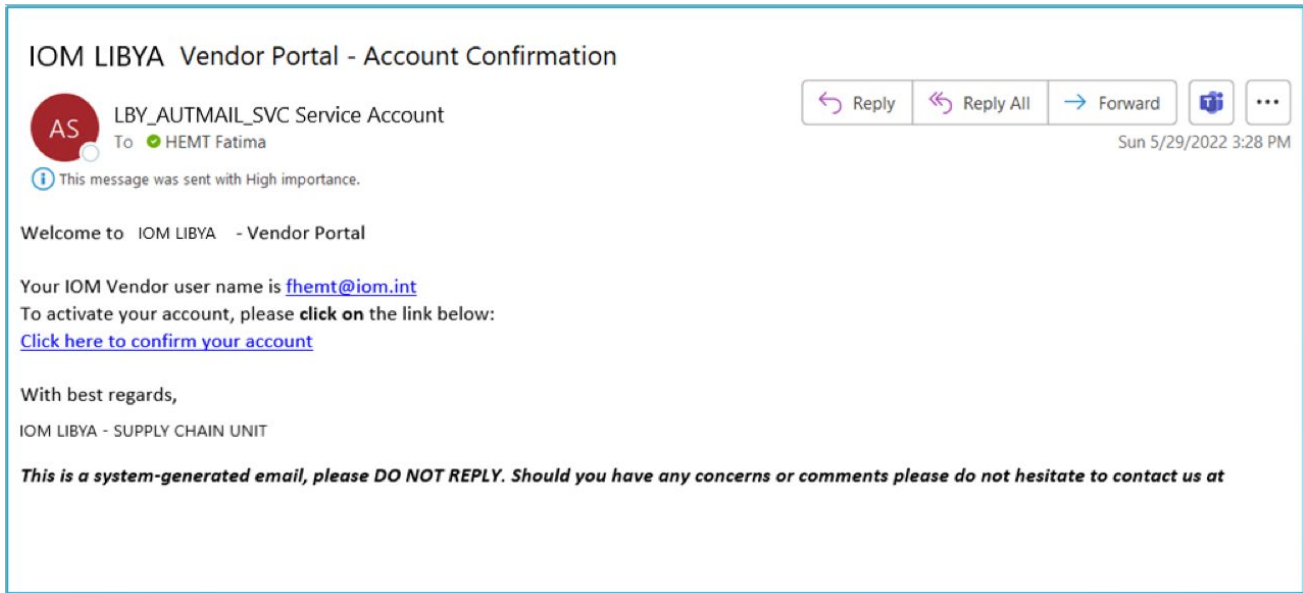 IOM LIBYA Vendor Portal - Account Confirmation
AS
LBY_AUTMAIL_SVC Service Account
To HEMT Fatima
Reply Reply All Forward
Sun 5/29/2022 3:28 PM
This message was sent with High importance.
Welcome to IOM LIBYA - Vendor Portal
Your IOM Vendor user name is fhemt@iom.int
To activate your account, please click on the link below:
Click here to confirm your account
With best regards,
IOM LIBYA - SUPPLY CHAIN UNIT
This is a system-generated email, please DO NOT REPLY. Should you have any concerns or comments please do not hesitate to contact us at